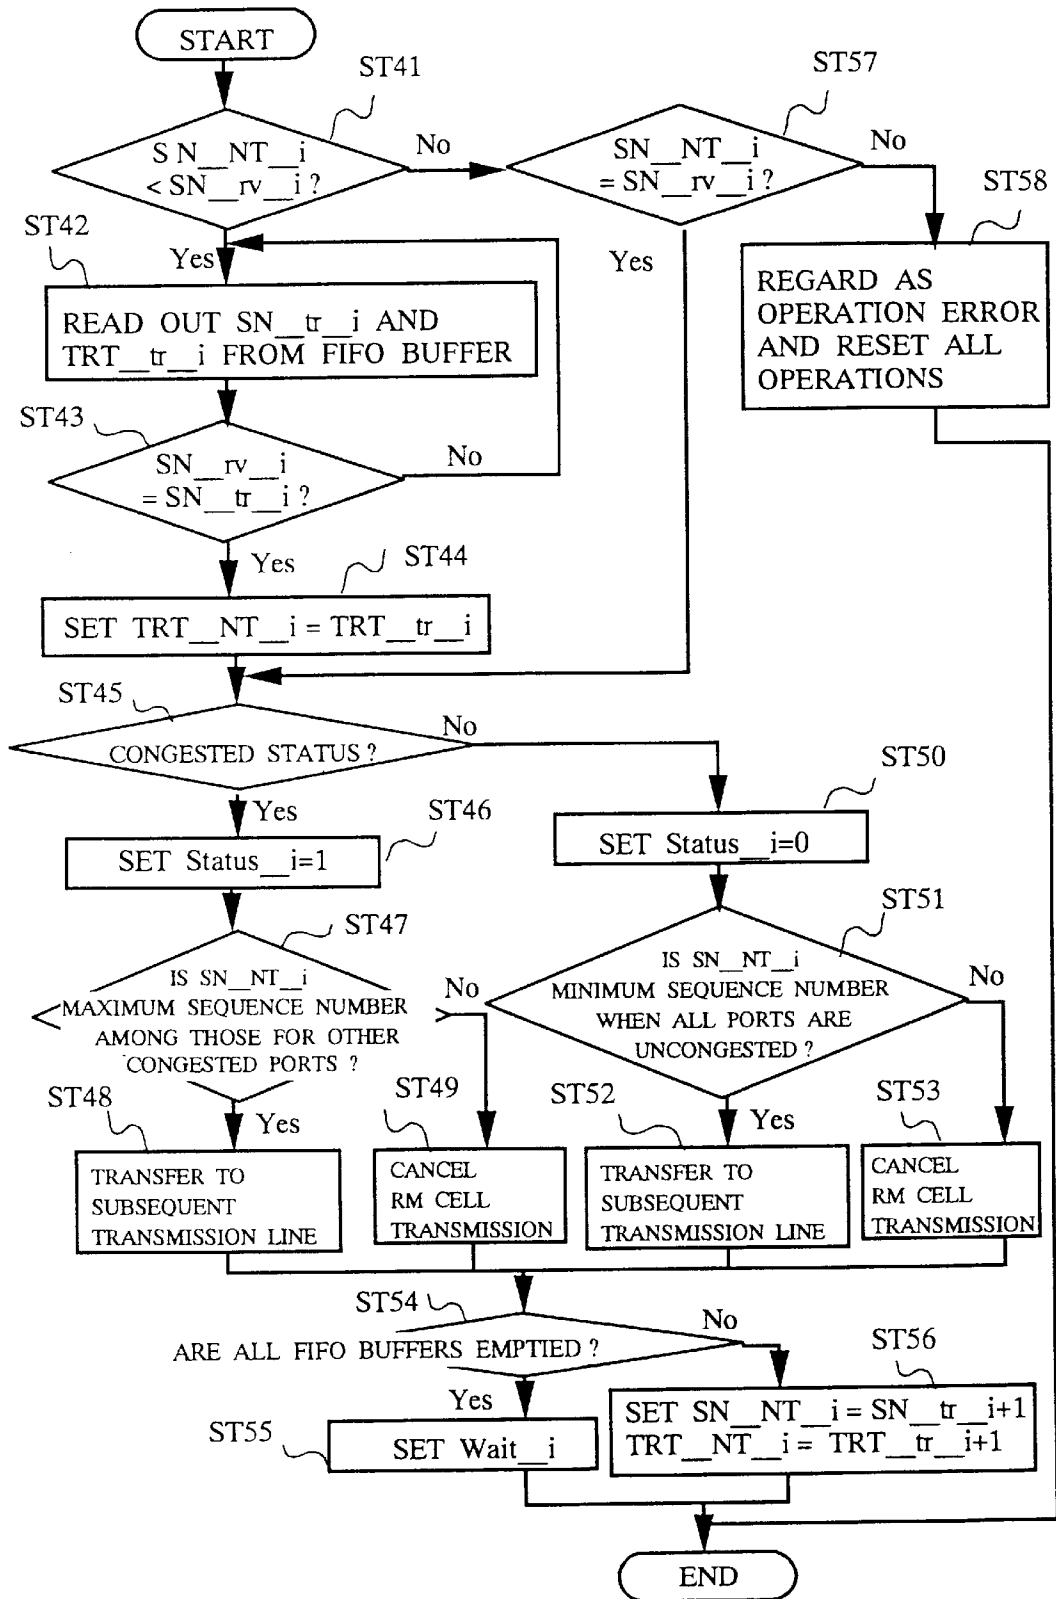 START
ST41
S N__NT__i
< SN__rv__i ?
No
ST57
SN__NT__i
= SN__rv__i ?
No
ST58
REGARD AS
OPERATION ERROR
AND RESET ALL
OPERATIONS
Yes
ST42
Yes
READ OUT SN__tr__i AND
TRT__tr__i FROM FIFO BUFFER
ST43
SN__rv__i
= SN__tr__i ?
No
Yes
ST44
SET TRT__NT__i = TRT__tr__i
ST45
CONGESTED STATUS ?
No
Yes
ST46
SET Status__i=1
ST50
SET Status__i=0
ST47
IS SN__NT__i
MAXIMUM SEQUENCE NUMBER
AMONG THOSE FOR OTHER
CONGESTED PORTS ?
No
ST51
IS SN__NT__i
MINIMUM SEQUENCE NUMBER
WHEN ALL PORTS ARE
UNCONGESTED ?
No
ST48
Yes
TRANSFER TO
SUBSEQUENT
TRANSMISSION LINE
ST49
CANCEL
RM CELL
TRANSMISSION
ST52
Yes
TRANSFER TO
SUBSEQUENT
TRANSMISSION LINE
ST53
CANCEL
RM CELL
TRANSMISSION
ST54
ARE ALL FIFO BUFFERS EMPTIED ?
No
Yes
ST55
SET Wait__i
ST56
SET SN__NT__i = SN__tr__i+1
TRT__NT__i = TRT__tr__i+1
END